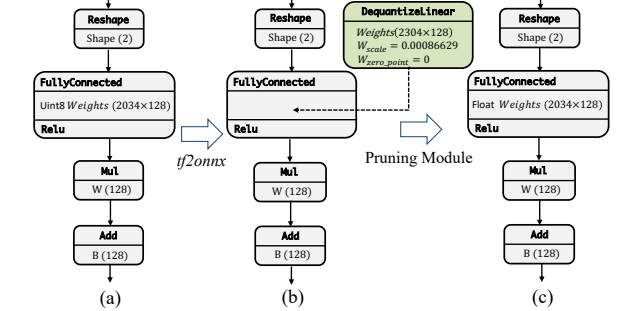 Reshape
Shape (2)
FullyConnected
Uint8 Weights (2034×128)
Relu
Mul
W (128)
Add
B (128)
(a)
tf2onnx
Reshape
Shape (2)
FullyConnected
Relu
Mul
W (128)
Add
B (128)
(b)
DequantizeLinear
Weights(2304×128)
W_scale = 0.00086629
W_zero_point = 0
Pruning Module
Reshape
Shape (2)
FullyConnected
Float Weights (2034×128)
Relu
Mul
W (128)
Add
B (128)
(c)